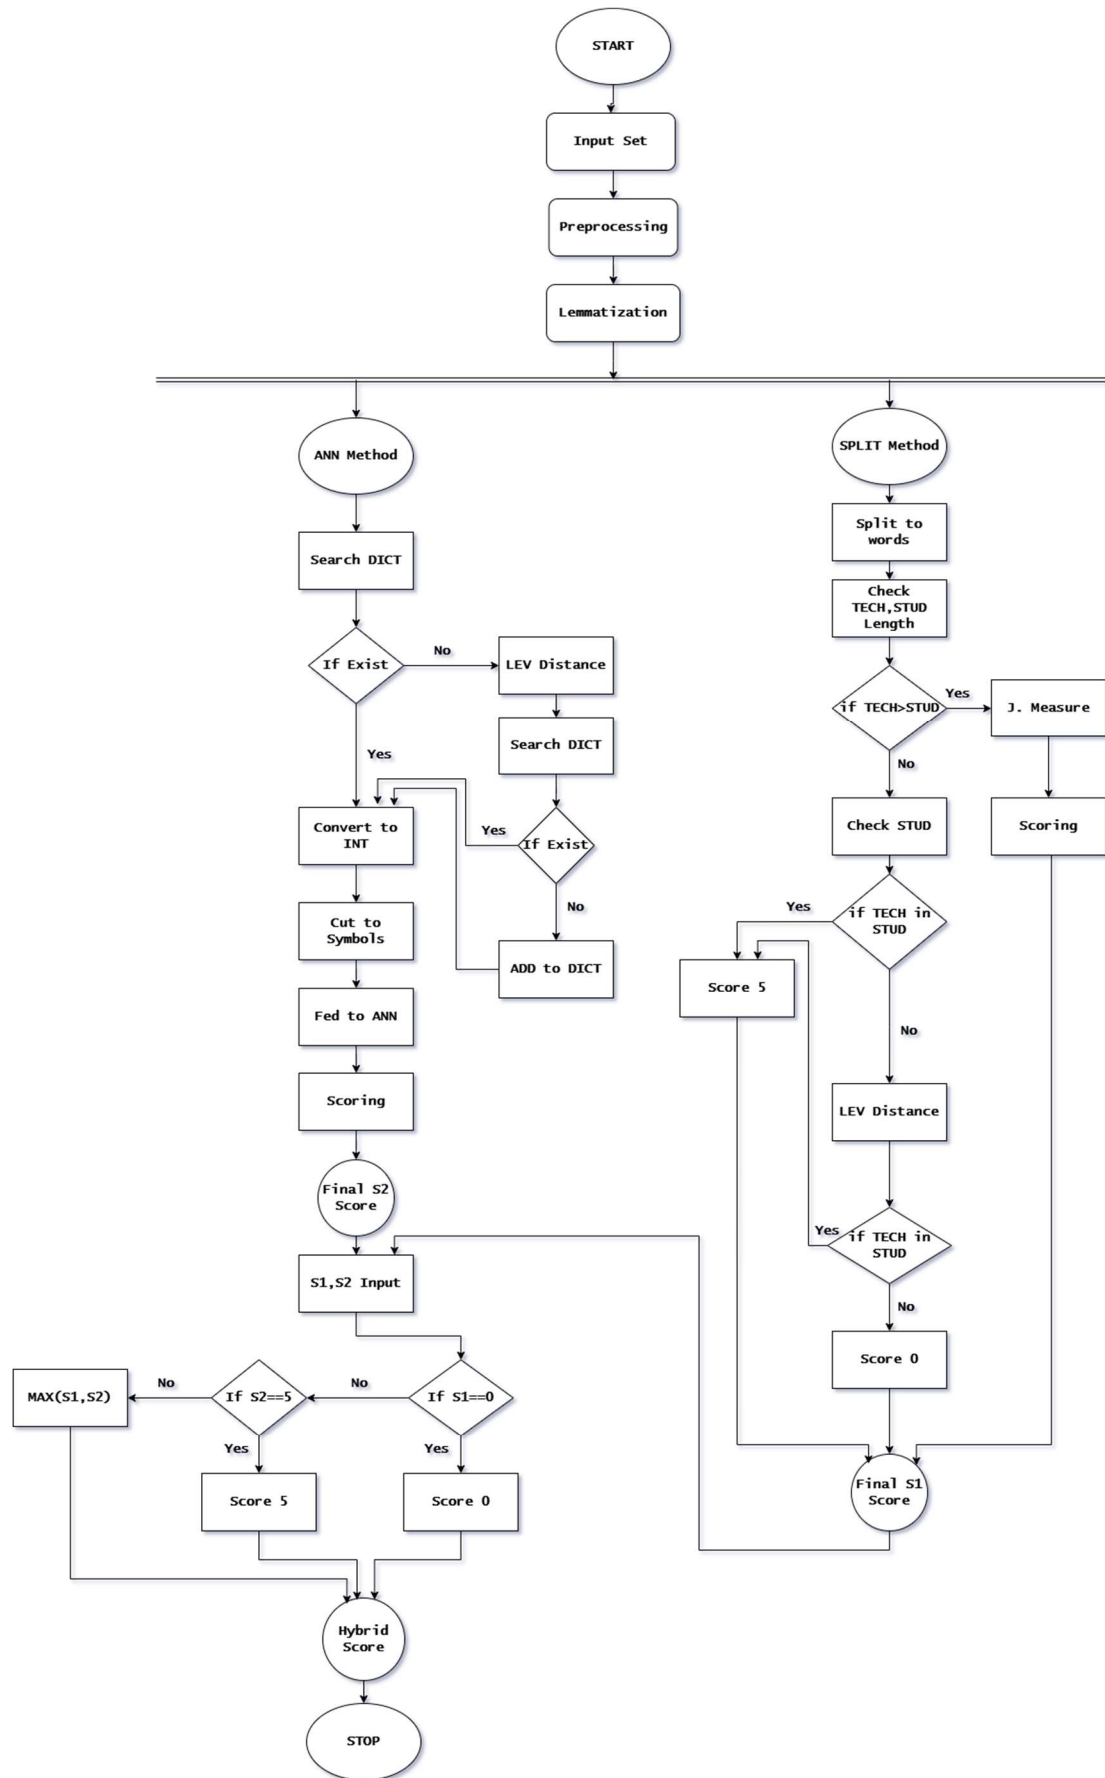 START
Input Set
Preprocessing
Lemmatization
ANN Method
Search DICT
If Exist
No
Yes
LEV Distance
Search DICT
If Exist
Yes
No
ADD to DICT
Convert to
INT
Cut to
Symbols
Fed to ANN
Scoring
Final S2
Score
SPLIT Method
Split to
words
Check
TECH,STUD
Length
if TECH>STUD
Yes
J. Measure
Scoring
No
Check STUD
if TECH in
STUD
Yes
Score 5
No
LEV Distance
if TECH in
STUD
Yes
No
Score 0
Final S1
Score
S1,S2 Input
If S1==0
No
Yes
If S2==5
No
Yes
MAX(S1,S2)
Score 5
Score 0
Hybrid
Score
STOP